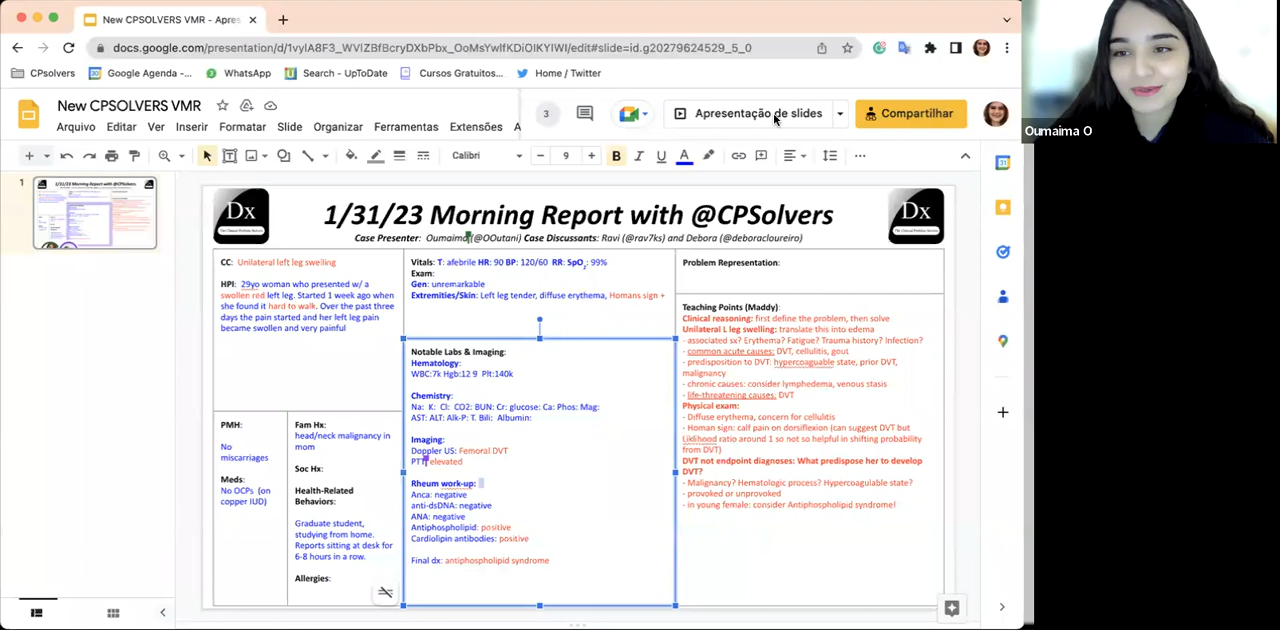 New CPSOLVERS VMR - Apres
docs.google.com/presentation/d/1vyIA8F3_WVIZBfBcryDXbPbx_OoMsYwlfKDiOlKYIWI/edit#slide=id.g20279624529_5_0
CPsolvers Google Agenda -... WhatsApp Search - UpToDate Cursos Gratuitos... Home / Twitter
New CPSOLVERS VMR
3
Apresentação de slides
Compartilhar
Arquivo Editar Ver Inserir Formatar Slide Organizar Ferramentas Extensões A
Calibri
9
1
Dx
1/31/23 Morning Report with @CPSolvers
Dx
Case Presenter: Oumaima (@OOutani) Case Discussants: Ravi (@rav7ks) and Debora (@deboraclourei­ro)
CC: Unilateral left leg swelling
HPI: 29yo woman who presented w/ a
swollen red left leg. Started 1 week ago when
she found it hard to walk. Over the past three
days the pain started and her left leg pain
became swollen and very painful
PMH:
No
miscarriages
Meds:
No OCPs (on
copper IUD)
Fam Hx:
head/neck malignancy in
mom
Soc Hx:
Health-Related
Behaviors:
Graduate student,
studying from home.
Reports sitting at desk for
6-8 hours in a row.
Allergies:
Vitals: T: afebrile HR: 90 BP: 120/60 RR: SpO2: 99%
Exam:
Gen: unremarkable
Extremities/Skin: Left leg tender, diffuse erythema, Homans sign +
Notable Labs & Imaging:
Hematology:
WBC:7k Hgb:12 9 Plt:140k
Chemistry:
Na: K: Cl: CO2: BUN: Cr: glucose: Ca: Phos: Mg:
AST: ALT: Alk-P: T. Bili: Albumin:
Imaging:
Doppler US: Femoral DVT
PTT: elevated
Rheum work-up:
Anca: negative
anti-dsDNA: negative
ANA: negative
Antiphospholipid: positive
Cardiolipin antibodies: positive
Final dx: antiphospholipid syndrome
Problem Representation:
Teaching Points (Maddy):
Clinical reasoning: first define the problem, then solve
Unilateral L leg swelling: translate this into edema
- associated sx? Erythema? Fatigue? Trauma history? Infection?
- common acute causes: DVT, cellulitis, gout
- predisposition to DVT: hypercoaguable state, prior DVT,
malignancy
- chronic causes: consider lymphedema, venous stasis
- life-threatening causes: DVT
Physical exam:
- Diffuse erythema, concern for cellulitis
- Homan sign: calf pain on dorsiflexion (can suggest DVT but
Liklihood ratio around 1 so not so helpful in shifting probability
from DVT)
DVT not endpoint diagnoses: What predispose her to develop
DVT?
- Malignancy? Hematologic process? Hypercoagulable state?
- provoked or unprovoked
- in young female: consider Antiphospholipid syndrome!
Oumaima O